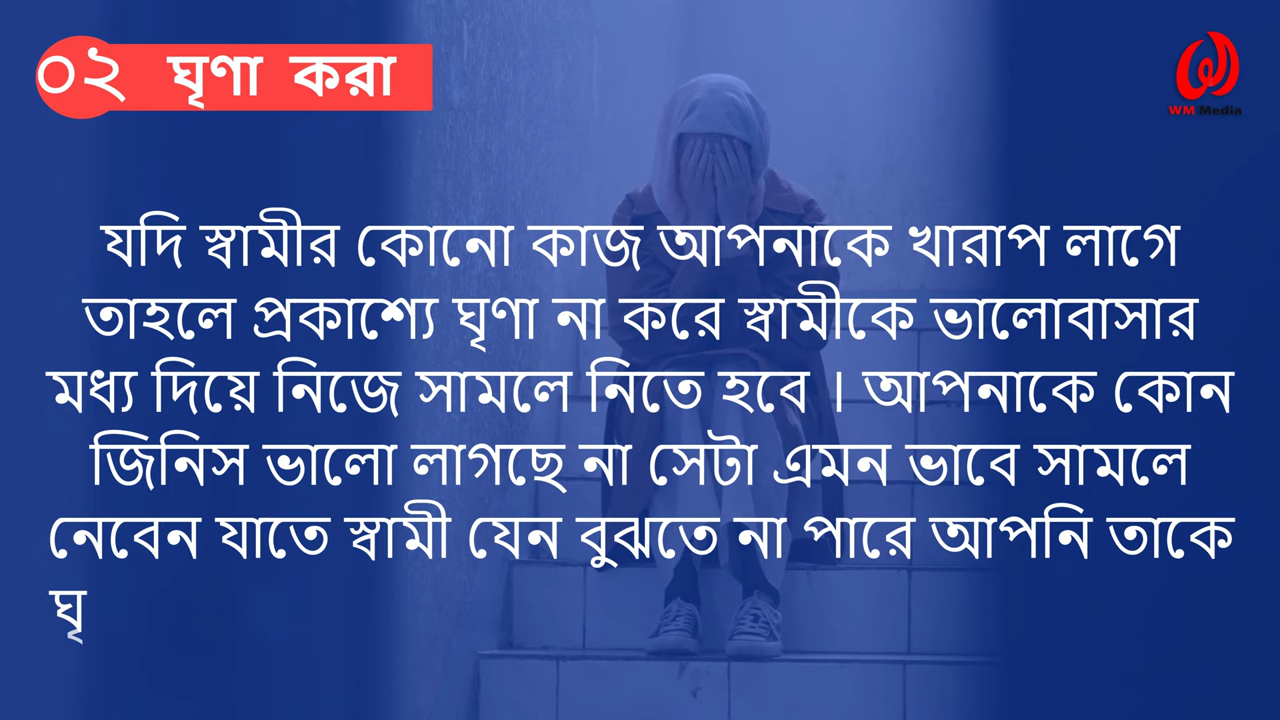 ০২ ঘৃণা করা
WM Media
যদি স্বামীর কোনো কাজ আপনাকে খারাপ লাগে
তাহলে প্রকাশ্যে ঘৃণা না করে স্বামীকে ভালোবাসার
মধ্য দিয়ে নিজে সামলে নিতে হবে । আপনাকে কোন
জিনিস ভালো লাগছে না সেটা এমন ভাবে সামলে
নেবেন যাতে স্বামী যেন বুঝতে না পারে আপনি তাকে
ঘৃ